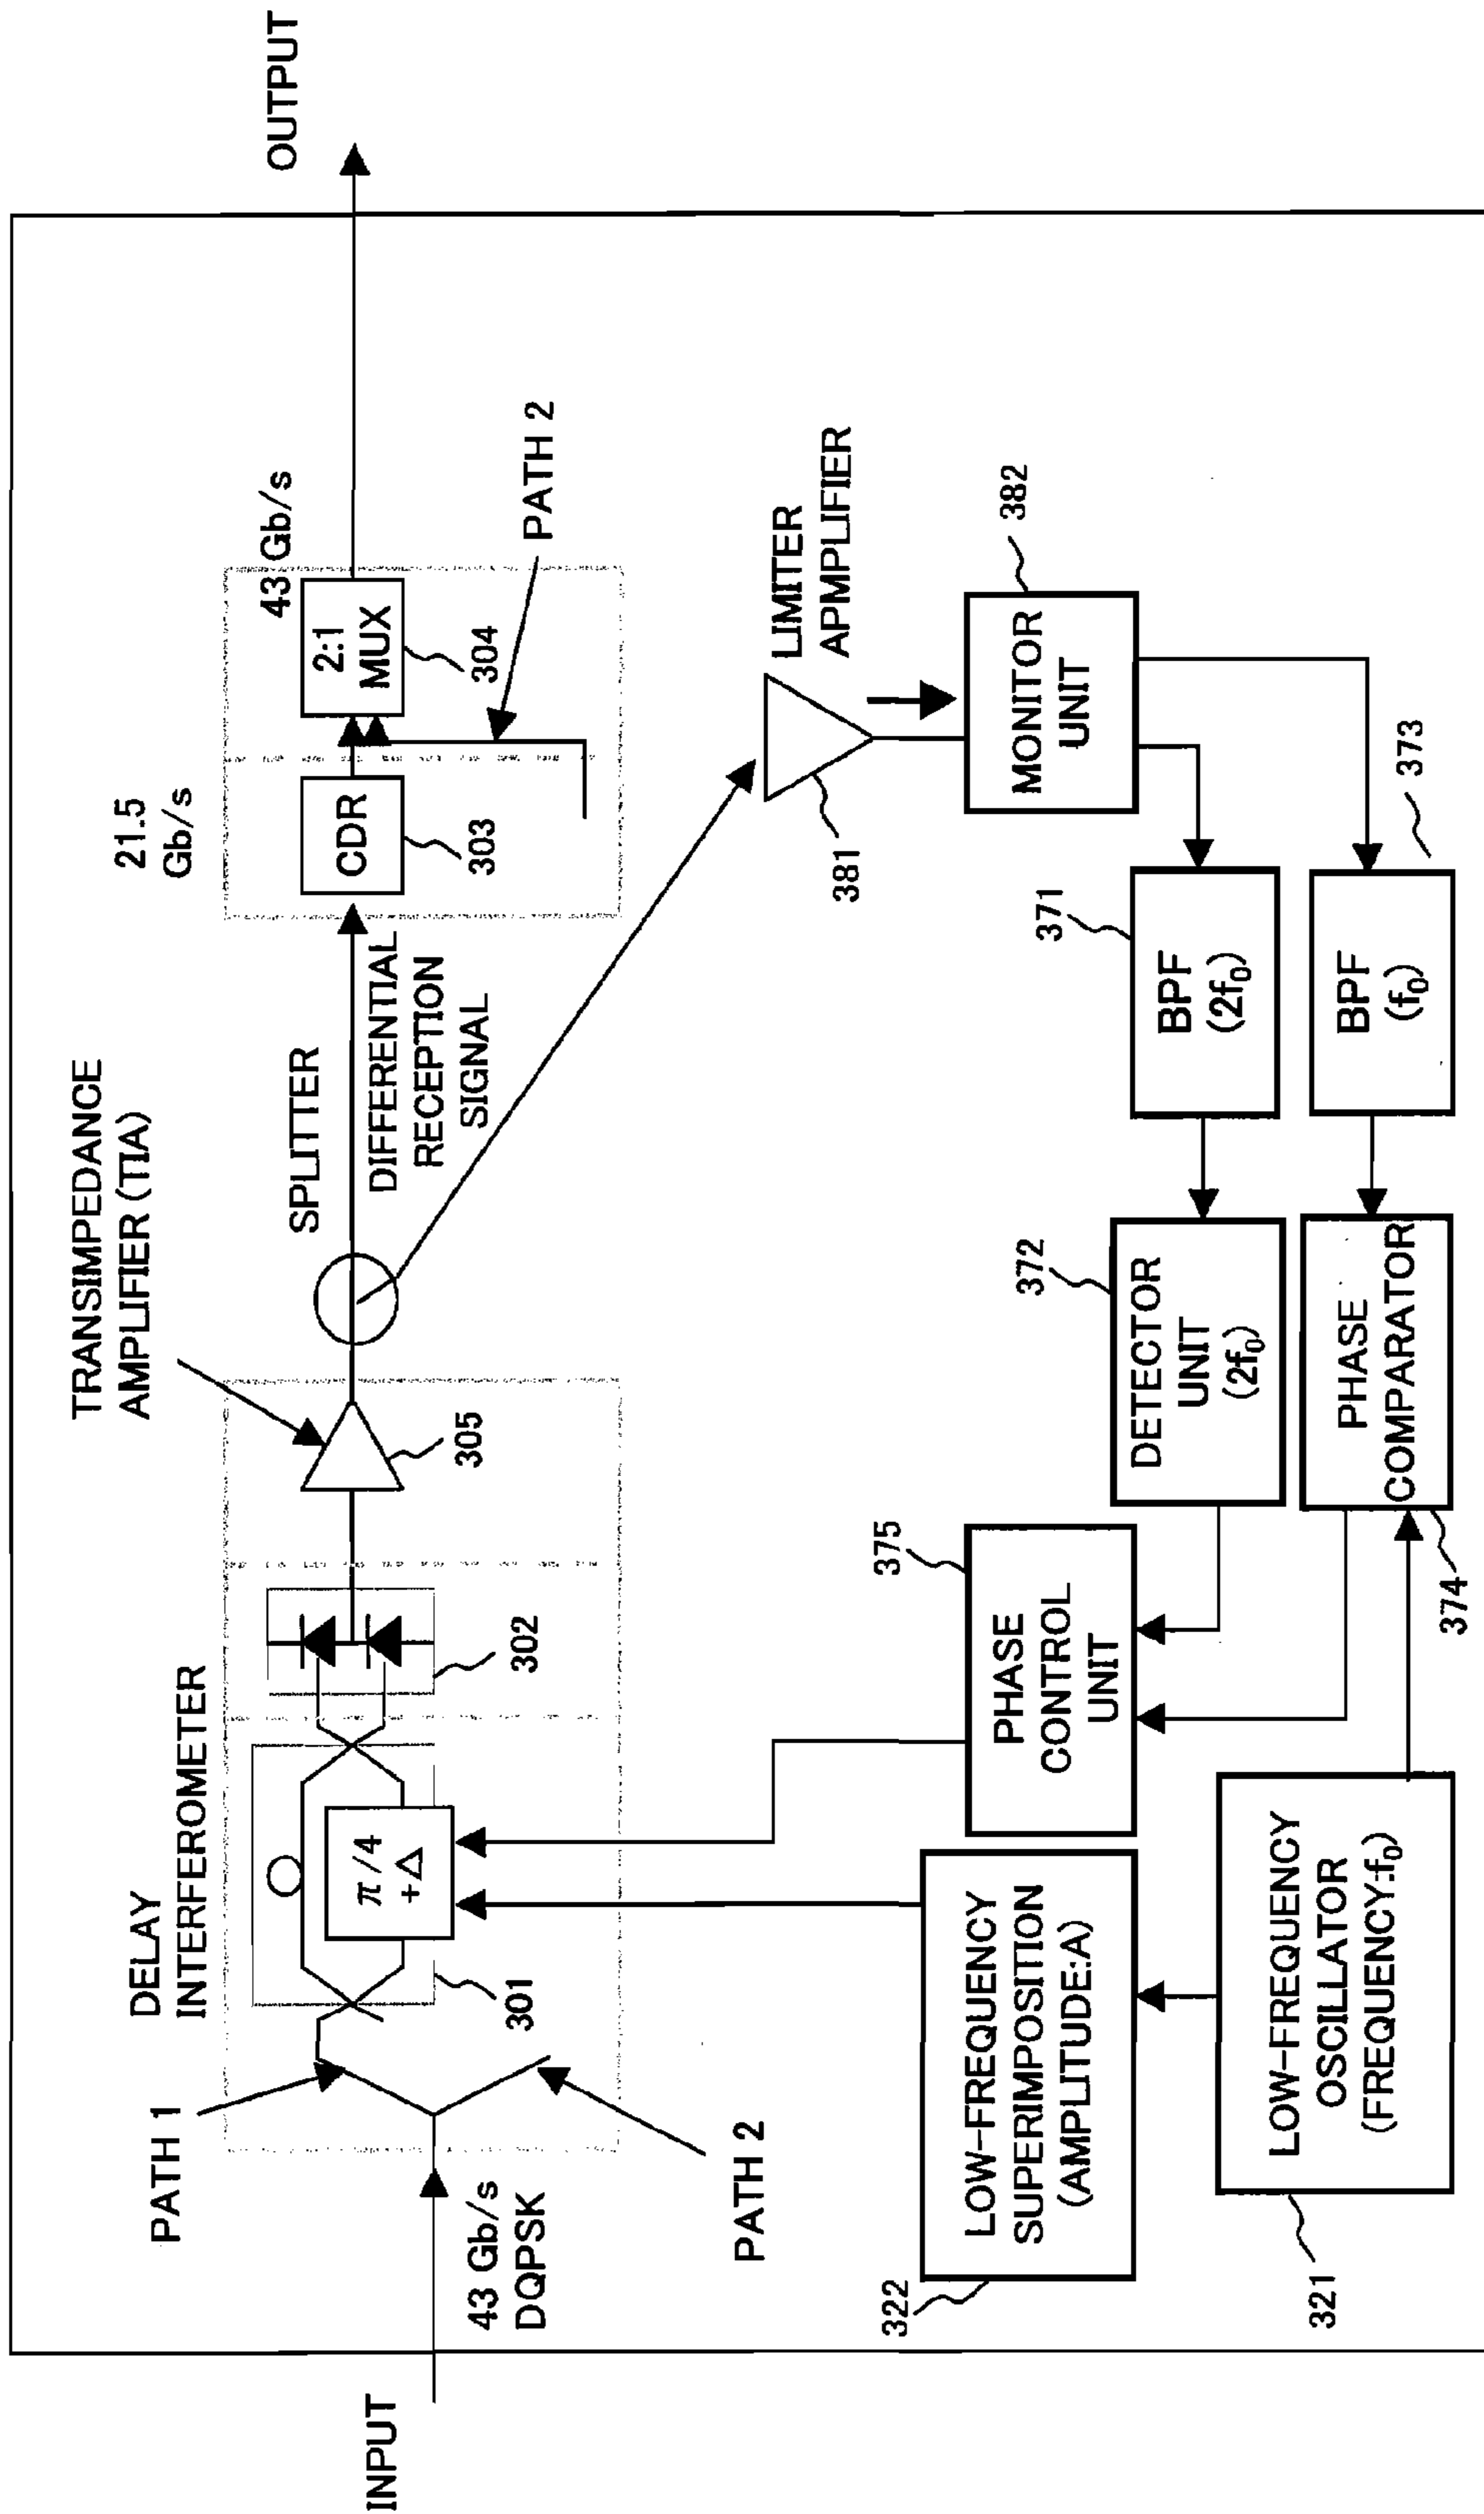 TRANSIMPEDANCE
AMPLIFIER (TIA)
DELAY
INTERFEROMETER
PATH 1
21.5
Gb/s
43 Gb/s
OUTPUT
INPUT
43 Gb/s
DQPSK
PATH 2
π/4
+Δ
301
302
305
SPLITTER
DIFFERENTIAL
RECEPTION
SIGNAL
CDR
303
2:1
MUX
304
PATH 2
LIMITER
APMPLIFIER
381
MONITOR
UNIT
382
322
LOW-FREQUENCY
SUPERIMPOSITION
(AMPLITUDE:A)
375
PHASE
CONTROL
UNIT
372
DETECTOR
UNIT
(2f₀)
371
BPF
(2f₀)
373
BPF
(f₀)
321
LOW-FREQUENCY
OSCILLATOR
(FREQUENCY:f₀)
374
PHASE
COMPARATOR